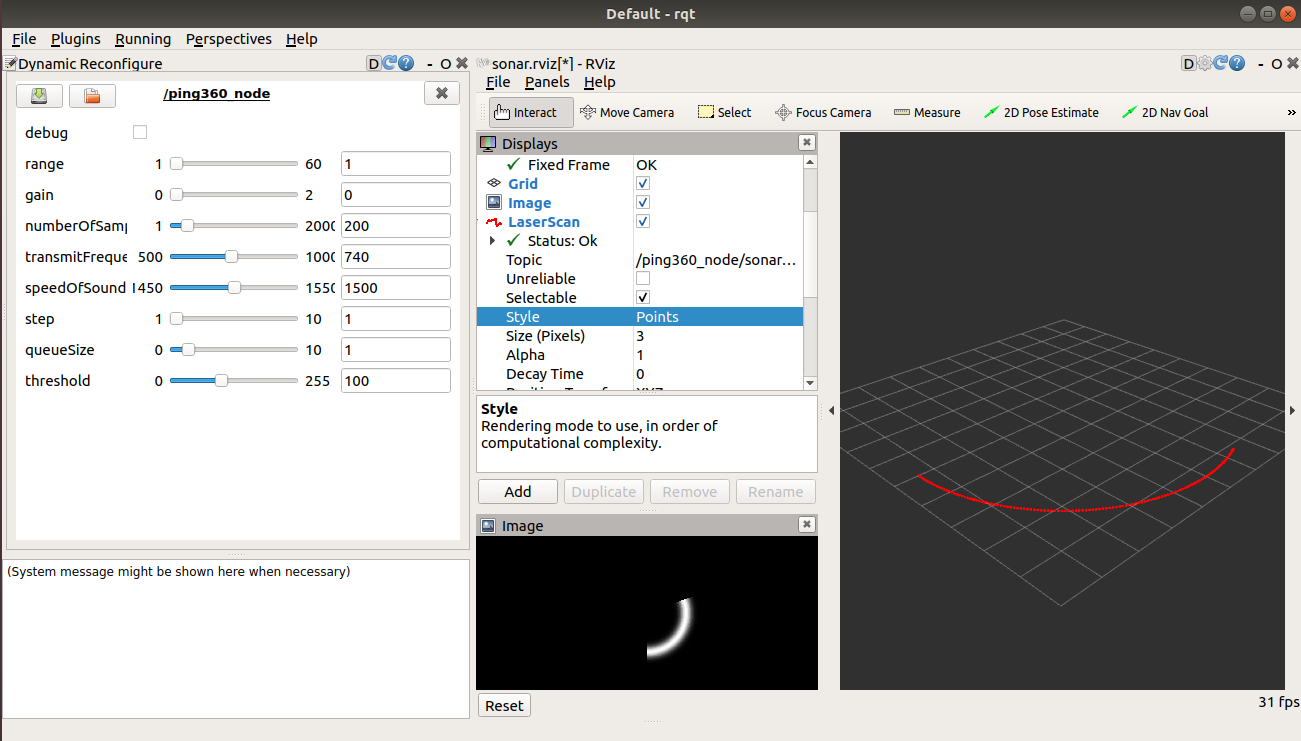 Default - rqt
File Plugins Running Perspectives Help
Dynamic Reconfigure
D
- O
/ping360_node
debug
range 1 60 1
gain 0 2 0
numberOfSamp 1 2000 200
transmitFreque 500 1000 740
speedOfSound 1450 1550 1500
step 1 10 1
queueSize 0 10 1
threshold 0 255 100
(System message might be shown here when necessary)
sonar.rviz[*] - RViz
D
- O
File Panels Help
Interact Move Camera Select Focus Camera Measure 2D Pose Estimate 2D Nav Goal »
Displays
Fixed Frame OK
Grid
Image
LaserScan
Status: Ok
Topic /ping360_node/sonar...
Unreliable
Selectable
Style Points
Size (Pixels) 3
Alpha 1
Decay Time 0
Style
Rendering mode to use, in order of
computational complexity.
Add Duplicate Remove Rename
Image
Reset
31 fps